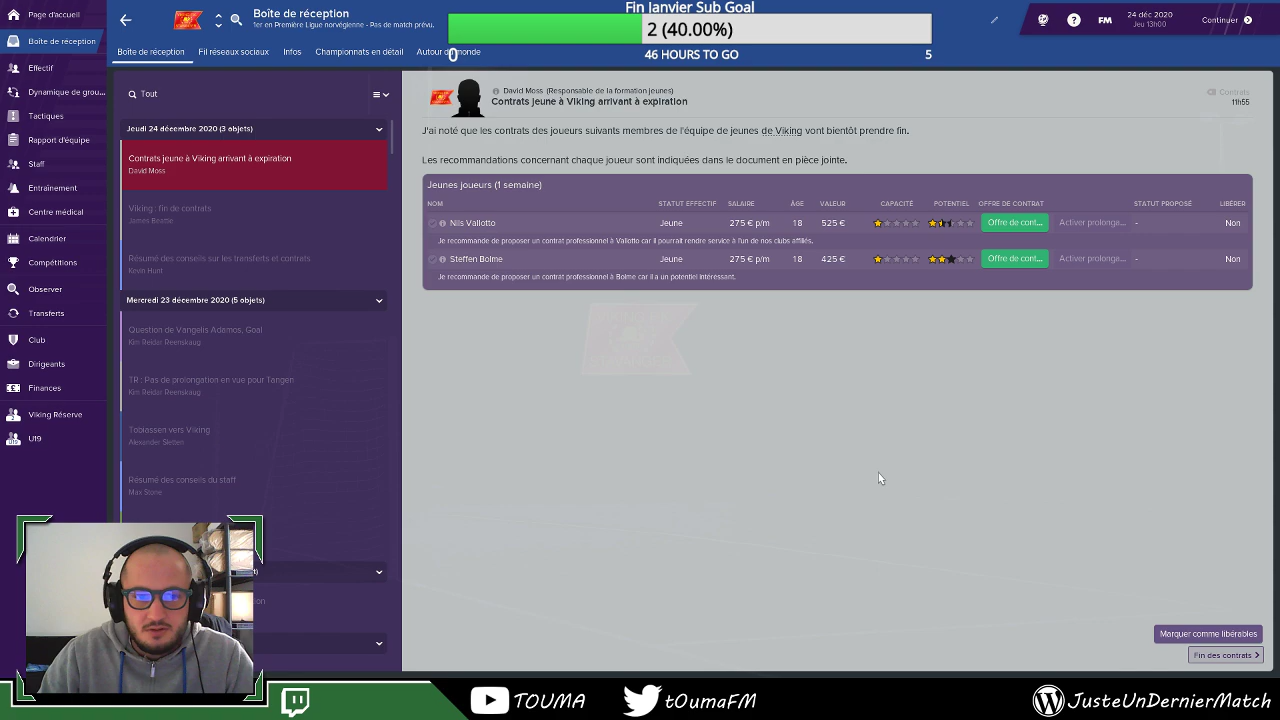 Fin Janvier Sub Goal
2 (40.00%)
0
46 HOURS TO GO
5
Page d'accueil
Boîte de réception
Effectif
Dynamique de grou...
Tactiques
Rapport d'équipe
Staff
Entraînement
Centre médical
Calendrier
Compétitions
Observer
Transferts
Club
Dirigeants
Finances
Viking Réserve
U19
Boîte de réception
1er en Première Ligue norvégienne - Pas de match prévu.
FM
24 déc 2020
Jeu 13h00
Continuer
Boîte de réception
Fil réseaux sociaux
Infos
Championnats en détail
Autour du monde
Tout
Jeudi 24 décembre 2020 (3 objets)
Contrats jeune à Viking arrivant à expiration
David Moss
Viking : fin de contrats
James Beattie
Résumé des conseils sur les transferts et contrats
Kevin Hunt
Mercredi 23 décembre 2020 (5 objets)
Question de Vangelis Adamos, Goal
Kim Reidar Reenskaug
TR : Pas de prolongation en vue pour Tangen
Kim Reidar Reenskaug
Tobiassen vers Viking
Alexander Sletten
Résumé des conseils du staff
Max Stone
David Moss (Responsable de la formation jeunes)
Contrats jeune à Viking arrivant à expiration
Contrats
11h55
J'ai noté que les contrats des joueurs suivants membres de l'équipe de jeunes de Viking vont bientôt prendre fin.
Les recommandations concernant chaque joueur sont indiquées dans le document en pièce jointe.
Jeunes joueurs (1 semaine)
NOM STATUT EFFECTIF SALAIRE ÂGE VALEUR CAPACITÉ POTENTIEL OFFRE DE CONTRAT STATUT PROPOSÉ LIBÉRER
Nils Vallotto Jeune 275 € p/m 18 525 € Offre de cont... Activer prolonga... - Non
Je recommande de proposer un contrat professionnel à Vallotto car il pourrait rendre service à l'un de nos clubs affiliés.
Steffen Bolme Jeune 275 € p/m 18 425 € Offre de cont... Activer prolonga... - Non
Je recommande de proposer un contrat professionnel à Bolme car il a un potentiel intéressant.
Marquer comme libérables
Fin des contrats
TOUMA
tOumaFM
JusteUnDernierMatch